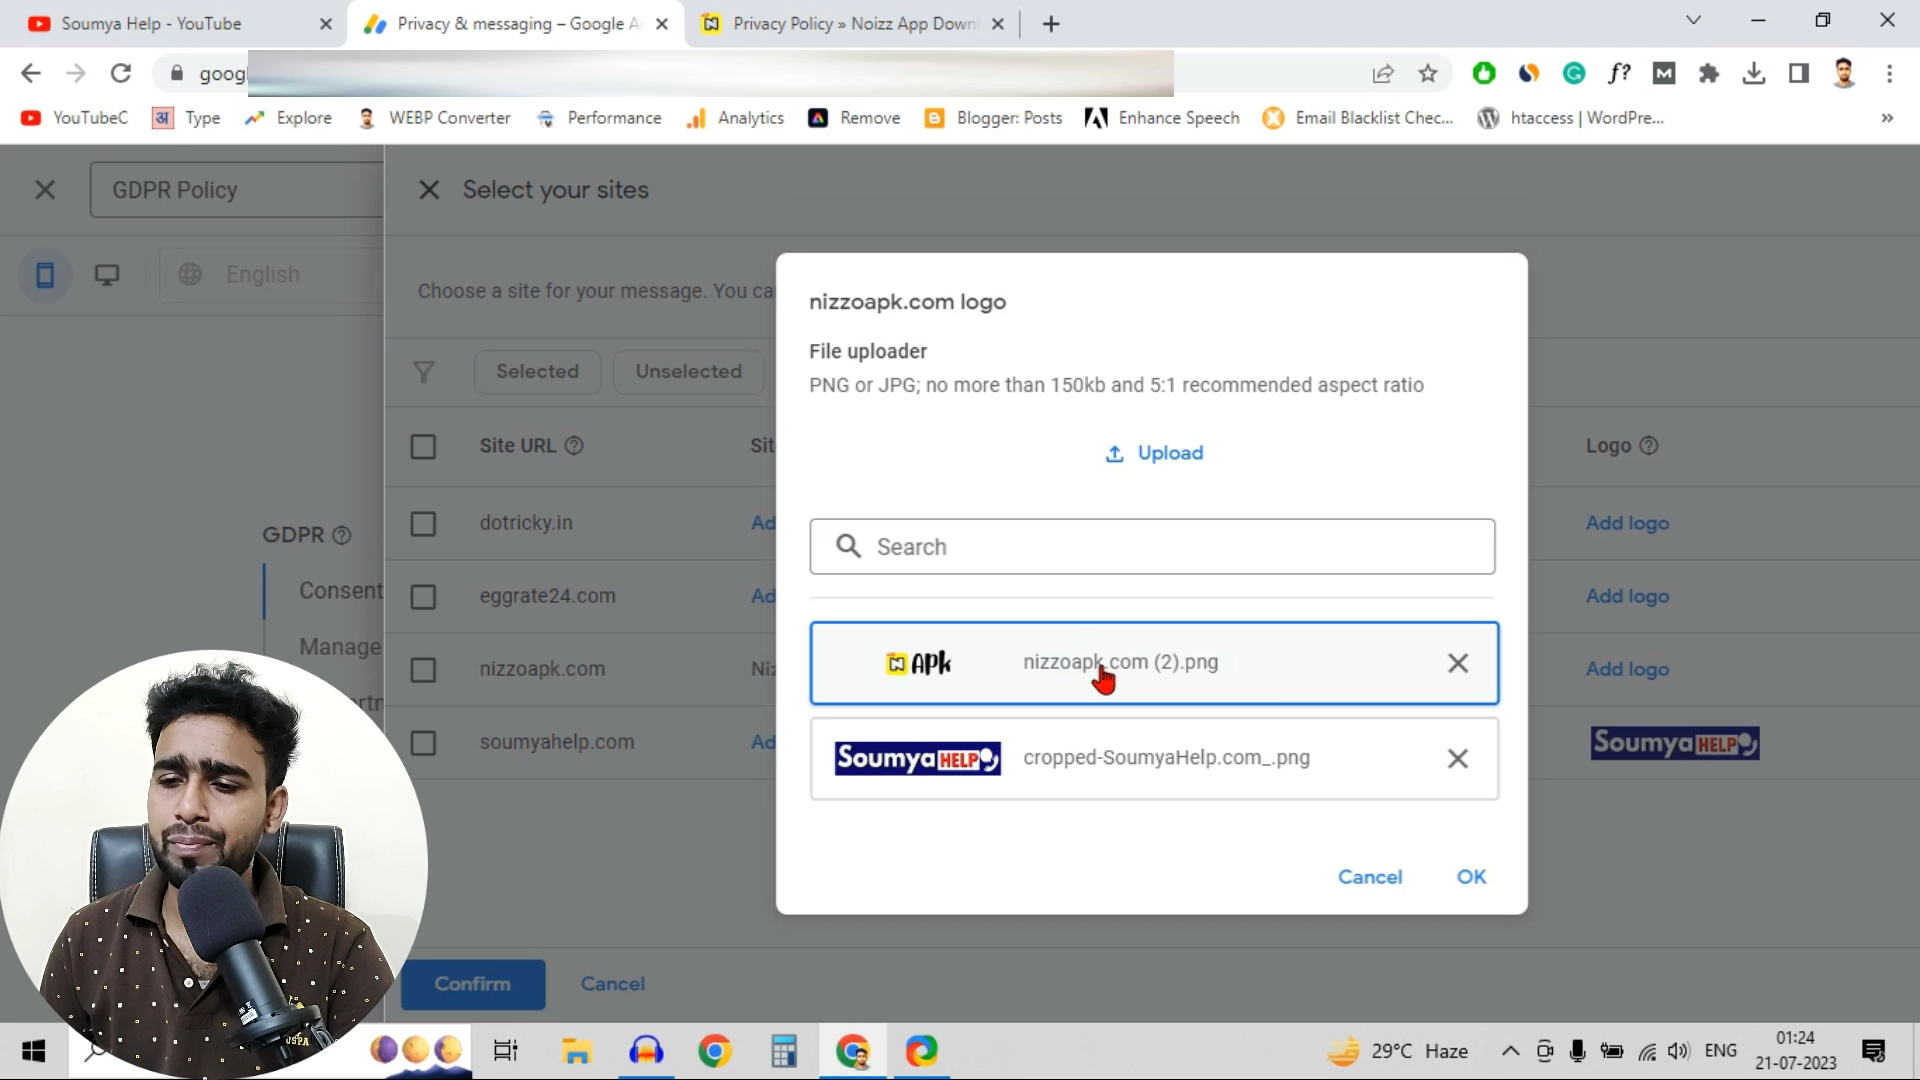 Soumya Help - YouTube
Privacy & messaging – Google A
Privacy Policy » Noizz App Down
goog
YouTubeC
Type
Explore
WEBP Converter
Performance
Analytics
Remove
Blogger: Posts
Enhance Speech
Email Blacklist Chec...
htaccess | WordPre...
»
GDPR Policy
Select your sites
English
Choose a site for your message. You ca
Selected
Unselected
Site URL
Sit
Logo
dotricky.in
Ad
Add logo
eggrate24.com
Ad
Add logo
nizzoapk.com
Niz
Add logo
soumyahelp.com
Ad
Soumya HELP
GDPR
Consent
Manage
nizzoapk.com logo
File uploader
PNG or JPG; no more than 150kb and 5:1 recommended aspect ratio
Upload
Search
N APK
nizzoapk.com (2).png
Soumya HELP
cropped-SoumyaHelp.com_.png
Cancel
OK
Confirm
Cancel
29°C Haze
ENG
01:24
21-07-2023